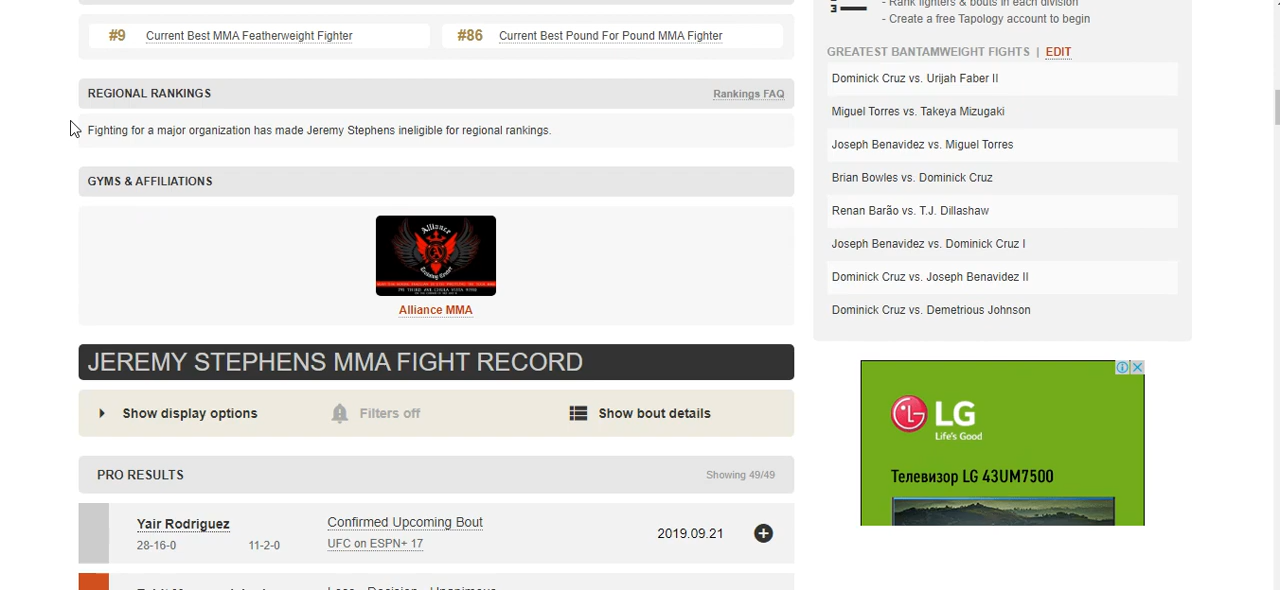 - Rank fighters & bouts in each division
- Create a free Tapology account to begin
#9 Current Best MMA Featherweight Fighter
#86 Current Best Pound For Pound MMA Fighter
GREATEST BANTAMWEIGHT FIGHTS | EDIT
Dominick Cruz vs. Urijah Faber II
Miguel Torres vs. Takeya Mizugaki
Joseph Benavidez vs. Miguel Torres
Brian Bowles vs. Dominick Cruz
Renan Barão vs. T.J. Dillashaw
Joseph Benavidez vs. Dominick Cruz I
Dominick Cruz vs. Joseph Benavidez II
Dominick Cruz vs. Demetrious Johnson
REGIONAL RANKINGS
Rankings FAQ
Fighting for a major organization has made Jeremy Stephens ineligible for regional rankings.
GYMS & AFFILIATIONS
Alliance
Alliance MMA
JEREMY STEPHENS MMA FIGHT RECORD
Show display options
Filters off
Show bout details
PRO RESULTS
Showing 49/49
Yair Rodriguez
28-16-0 11-2-0
Confirmed Upcoming Bout
UFC on ESPN+ 17
2019.09.21
LG
Life's Good
Телевизор LG 43UM7500